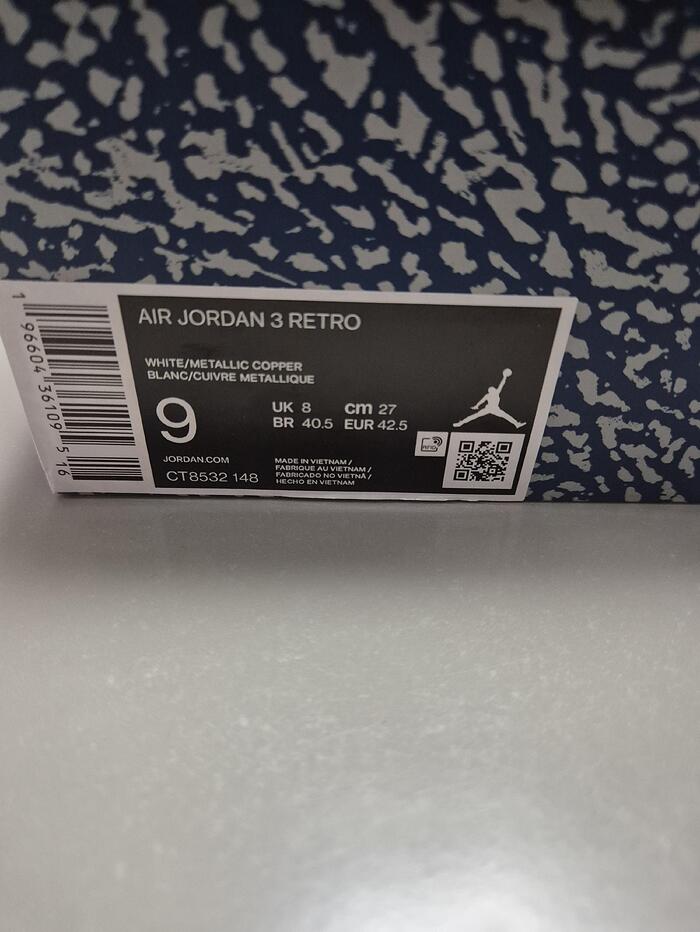 1 96604 36109 5 16
AIR JORDAN 3 RETRO
WHITE/METALLIC COPPER
BLANC/CUIVRE METALLIQUE
9
UK 8 cm 27
BR 40.5 EUR 42.5
JORDAN.COM
CT8532 148
MADE IN VIETNAM /
FABRIQUE AU VIETNAM /
FABRICADO NO VIETNÃ /
HECHO EN VIETNAM
RFID